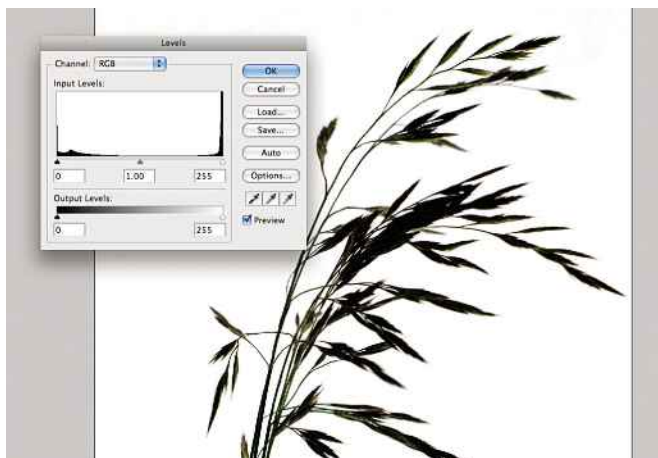 Levels
Channel: RGB
Input Levels:
0 1.00 255
Output Levels:
0 255
OK
Cancel
Load...
Save...
Auto
Options...
Preview